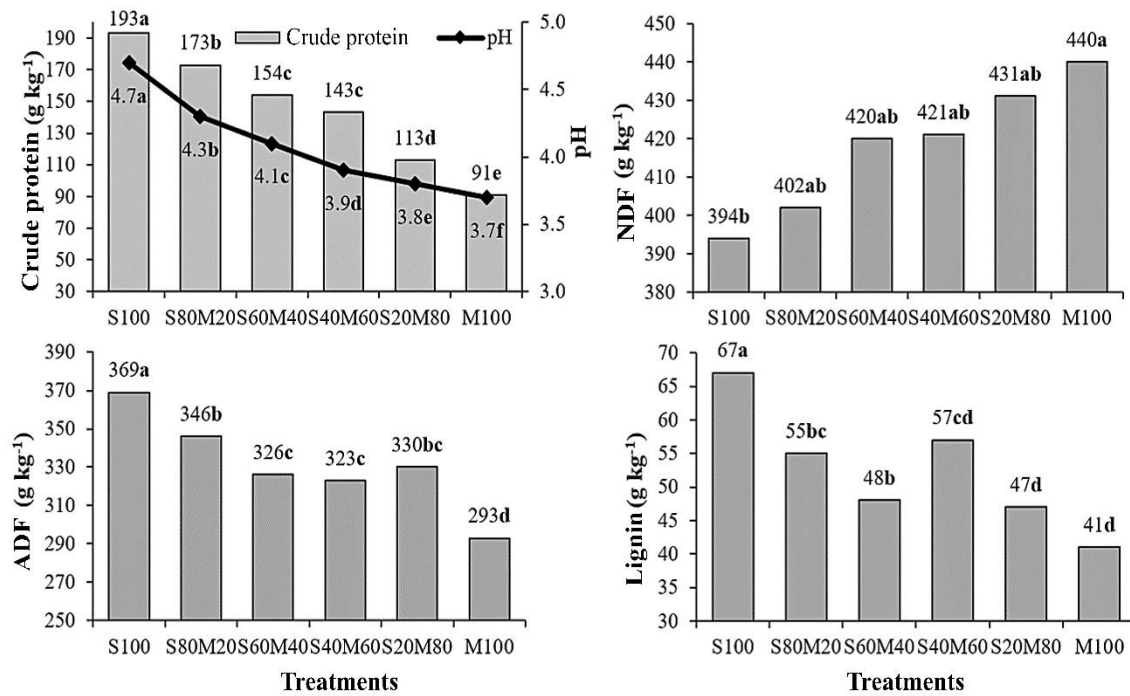 Crude protein (g kg⁻¹)
190
170
150
130
110
90
70
50
30
193a
173b
154c
143c
113d
91e
Crude protein
pH
4.7a
4.3b
4.1c
3.9d
3.8e
3.7f
5.0
4.5
4.0
3.5
3.0
pH
S100 S80M20 S60M40 S40M60 S20M80 M100
NDF (g kg⁻¹)
450
440
430
420
410
400
390
380
394b
402ab
420ab
421ab
431ab
440a
S100 S80M20 S60M40 S40M60 S20M80 M100
ADF (g kg⁻¹)
390
370
350
330
310
290
270
250
369a
346b
326c
323c
330bc
293d
S100 S80M20 S60M40 S40M60 S20M80 M100
Treatments
Lignin (g kg⁻¹)
70
65
60
55
50
45
40
35
30
67a
55bc
48b
57cd
47d
41d
S100 S80M20 S60M40 S40M60 S20M80 M100
Treatments